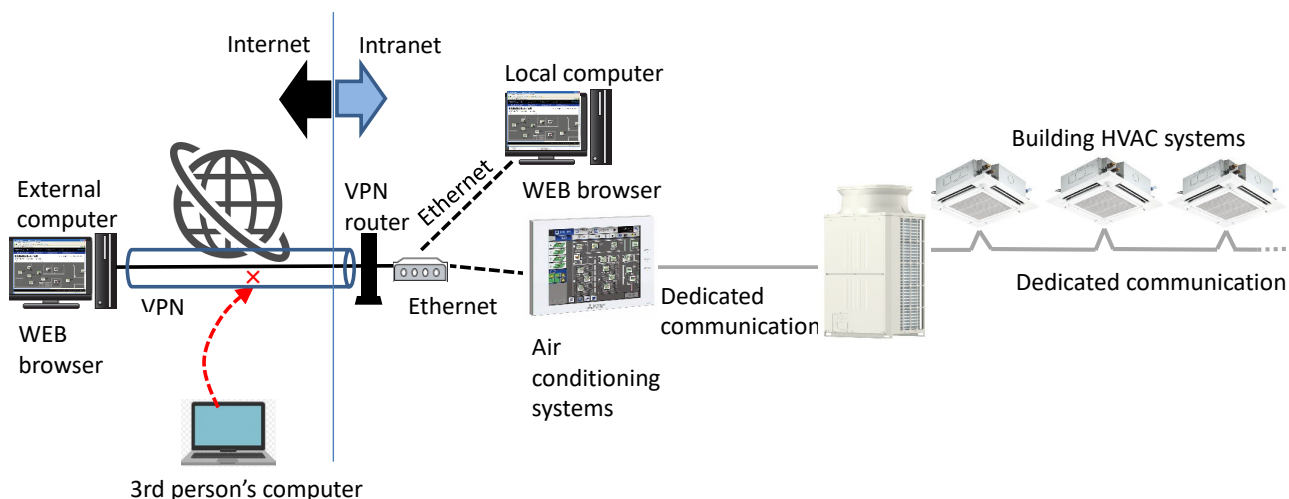 Internet
Intranet
Local computer
Building HVAC systems
External
computer
VPN
router
Ethernet
WEB browser
VPN
Ethernet
Dedicated
communication
Dedicated communication
WEB
browser
Air
conditioning
systems
3rd person's computer